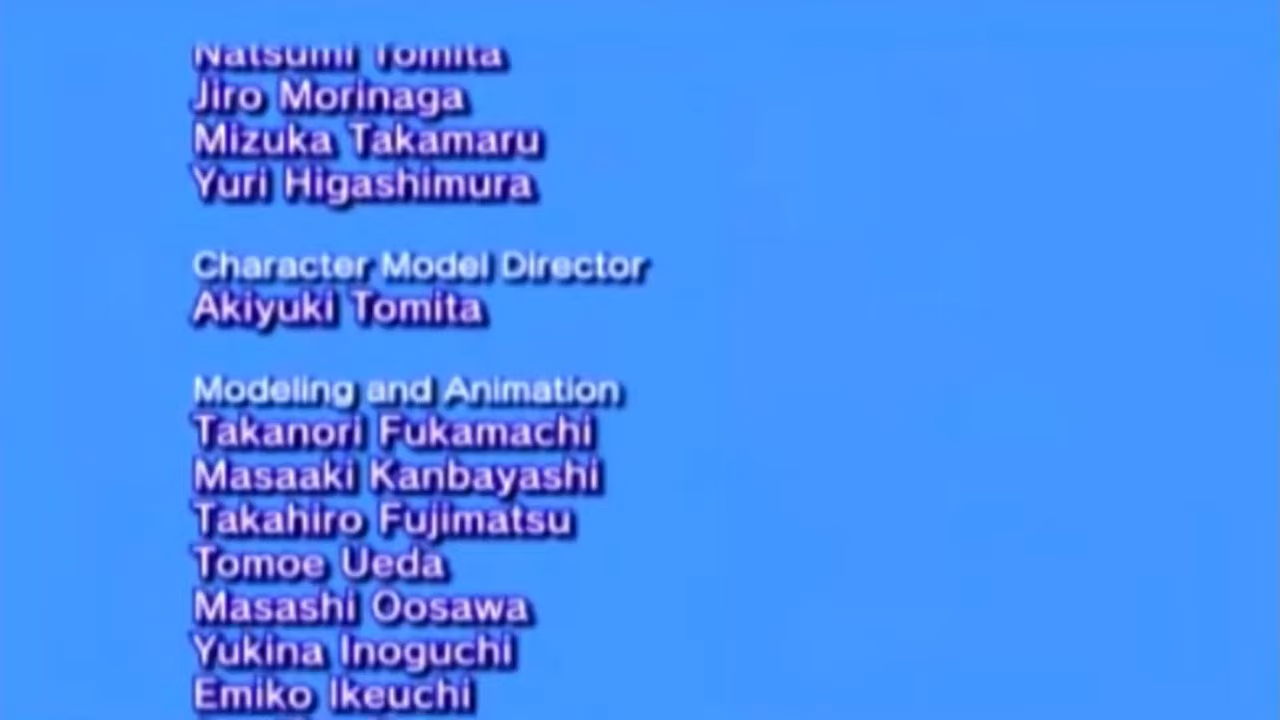 Natsumi Tomita
Jiro Morinaga
Mizuka Takamaru
Yuri Higashimura
Character Model Director
Akiyuki Tomita
Modeling and Animation
Takanori Fukamachi
Masaaki Kanbayashi
Takahiro Fujimatsu
Tomoe Ueda
Masashi Oosawa
Yukina Inoguchi
Emiko Ikeuchi